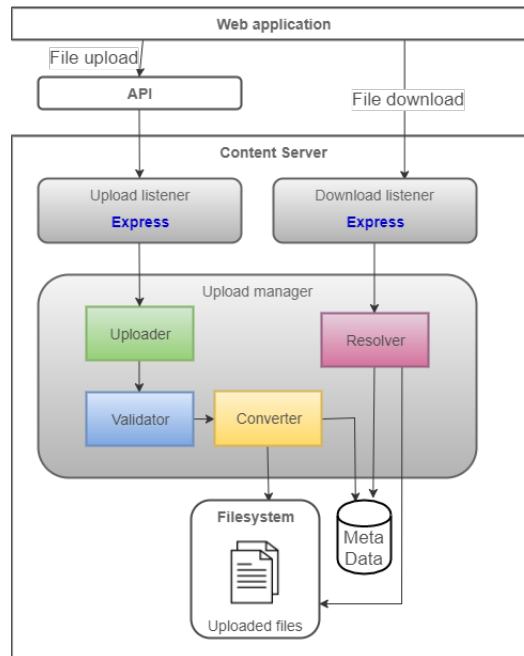 Web application
File upload
API
File download
Content Server
Upload listener
Express
Download listener
Express
Upload manager
Uploader
Resolver
Validator
Converter
Filesystem
Uploaded files
Meta
Data